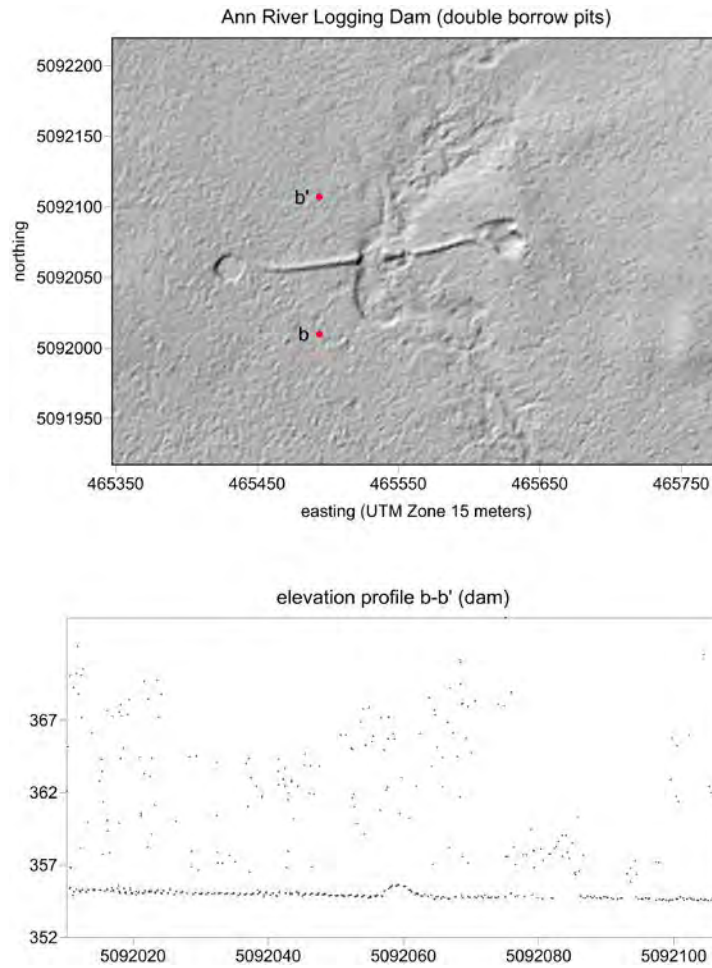 Ann River Logging Dam (double borrow pits)
5092200
5092150
5092100
5092050
5092000
5091950
northing
b'
b
465350 465450 465550 465650 465750
easting (UTM Zone 15 meters)
elevation profile b-b' (dam)
367
362
357
352
5092020 5092040 5092060 5092080 5092100